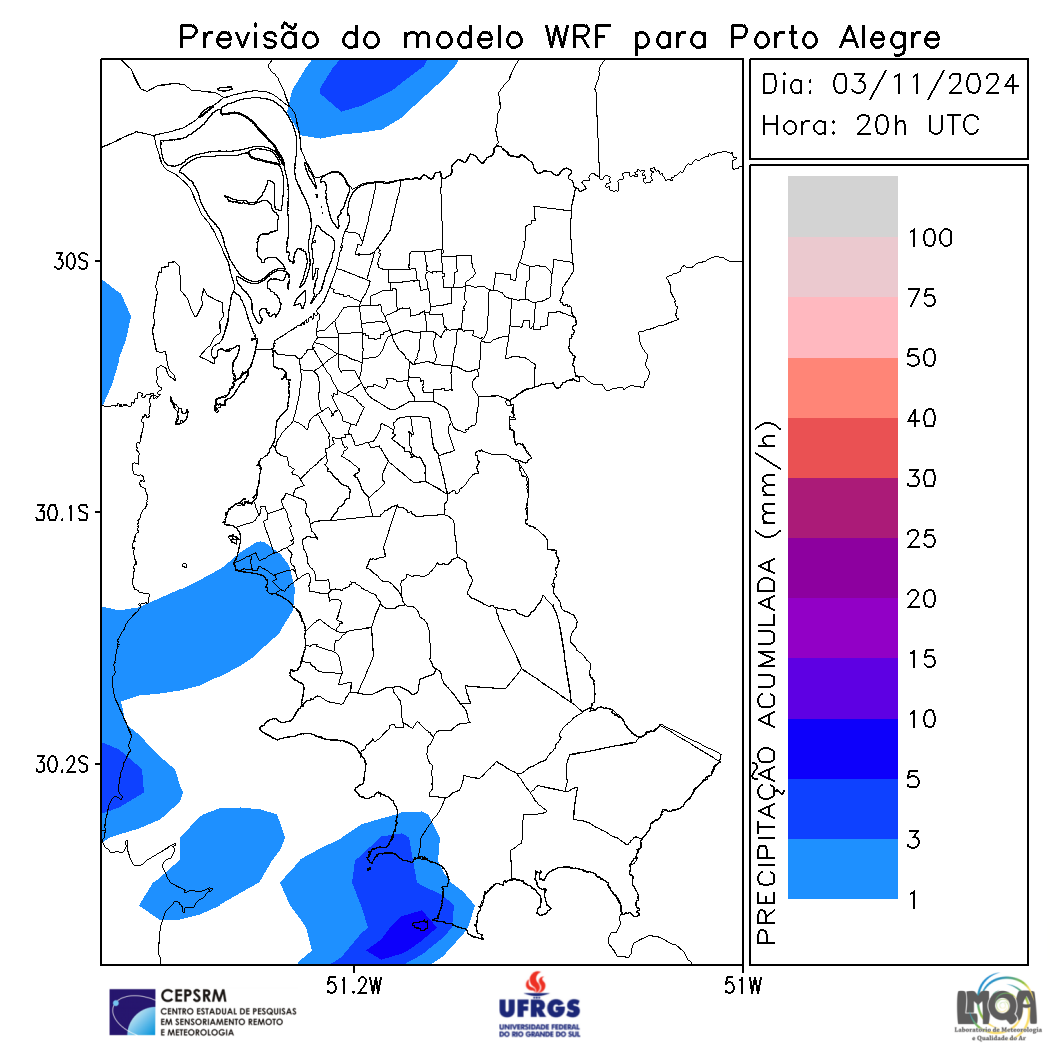 Previsão do modelo WRF para Porto Alegre
Dia: 03/11/2024
Hora: 20h UTC
30S
30.1S
30.2S
51.2W
51W
PRECIPITAÇÃO ACUMULADA (mm/h)
100
75
50
40
30
25
20
15
10
5
3
1
CEPSRM
CENTRO ESTADUAL DE PESQUISAS
EM SENSORIAMENTO REMOTO
E METEOROLOGIA
UFRGS
UNIVERSIDADE FEDERAL
DO RIO GRANDE DO SUL
LMQA
Laboratório de Meteorologia
e Qualidade do Ar